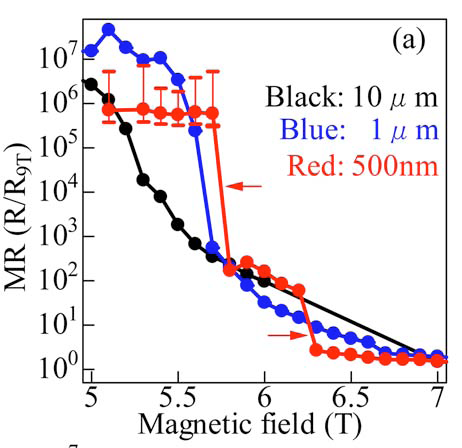 (a)
10⁷
10⁶
10⁵
10⁴
10³
10²
10¹
10⁰
MR (R/R9T)
Black: 10 μ m
Blue: 1 μ m
Red: 500nm
5 5.5 6 6.5 7
Magnetic field (T)
7